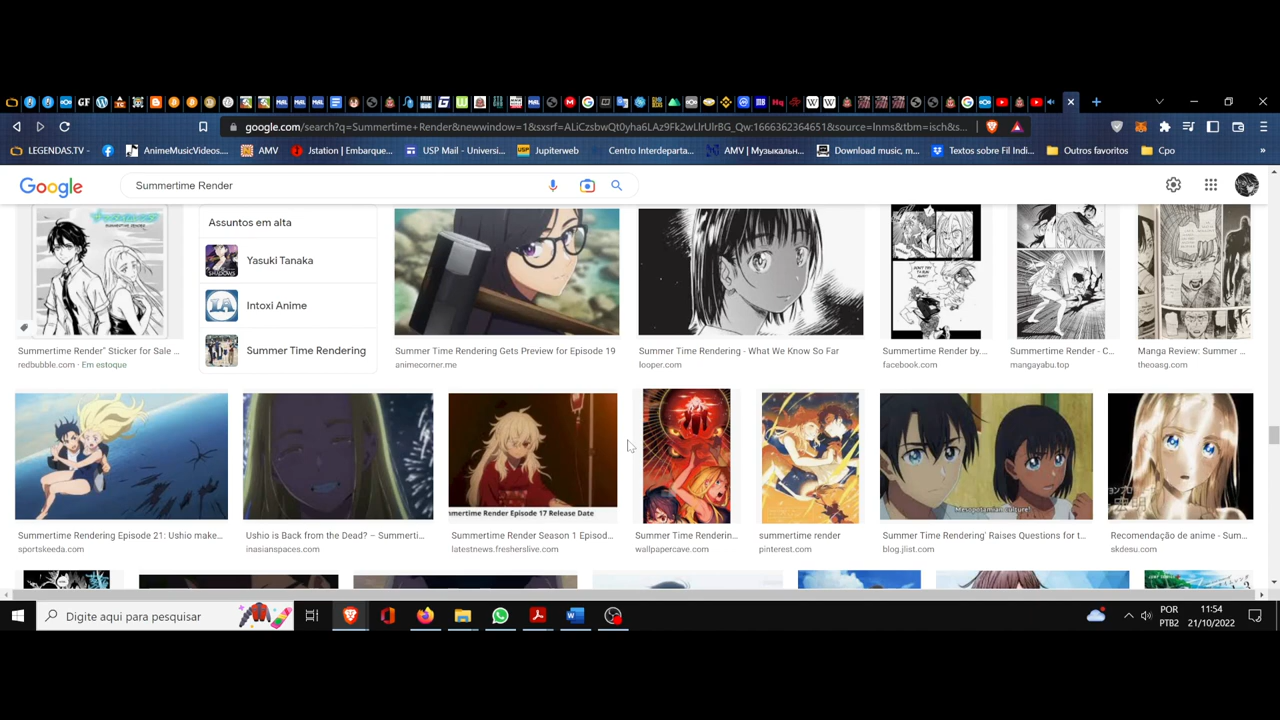 google.com/search?q=Summertime+Render&newwindow=1&sxsrf=ALiCzsbwQt0yha6LAz9Fk2wLlrUlrBG_Qw:1666362364651&source=lnms&tbm=isch&s...
LEGENDAS.TV -
AnimeMusicVideos....
AMV
Jstation | Embarque...
USP Mail - Universi...
Jupiterweb
Centro Interdeparta...
AMV | Музыкальн...
Download music, m...
Textos sobre Fil Indi...
Outros favoritos
Cpo
Google
Summertime Render
Assuntos em alta
Yasuki Tanaka
Intoxi Anime
Summer Time Rendering
Summertime Render" Sticker for Sale ...
redbubble.com · Em estoque
Summer Time Rendering Gets Preview for Episode 19
animecorner.me
Summer Time Rendering - What We Know So Far
looper.com
Summertime Render by....
facebook.com
Summertime Render - C...
mangayabu.top
Manga Review: Summer ...
theoasg.com
Mesopotamian culture!
mmertime Render Episode 17 Release Date
Summertime Rendering Episode 21: Ushio make...
sportskeeda.com
Ushio is Back from the Dead? – Summerti...
inasianspaces.com
Summertime Render Season 1 Episod...
latestnews.fresherslive.com
Summer Time Renderin...
wallpapercave.com
summertime render
pinterest.com
Summer Time Rendering' Raises Questions for t...
blog.jlist.com
Recomendação de anime - Sum...
skdesu.com
Digite aqui para pesquisar
POR
PTB2
11:54
21/10/2022